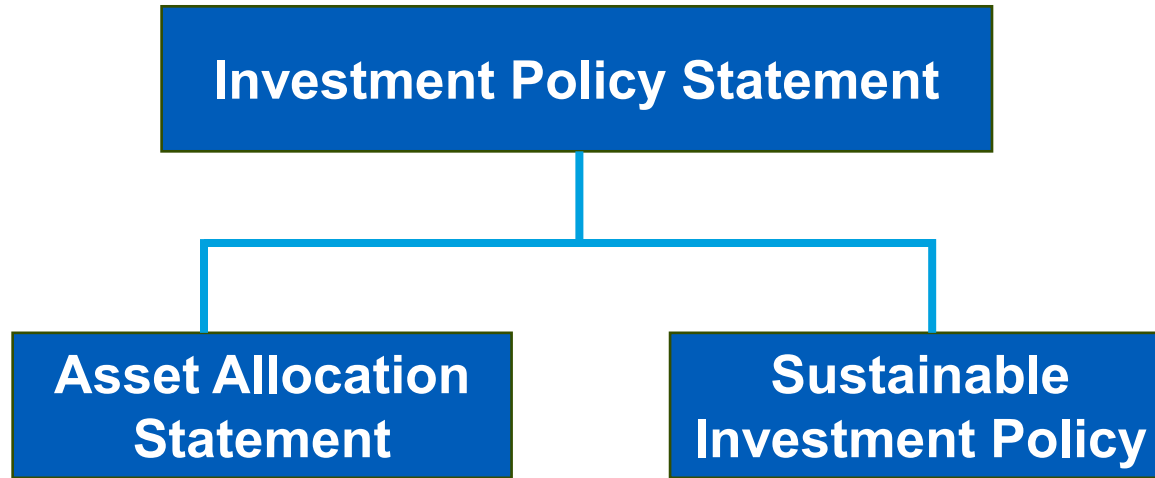 Investment Policy Statement
Asset Allocation
Statement
Sustainable
Investment Policy